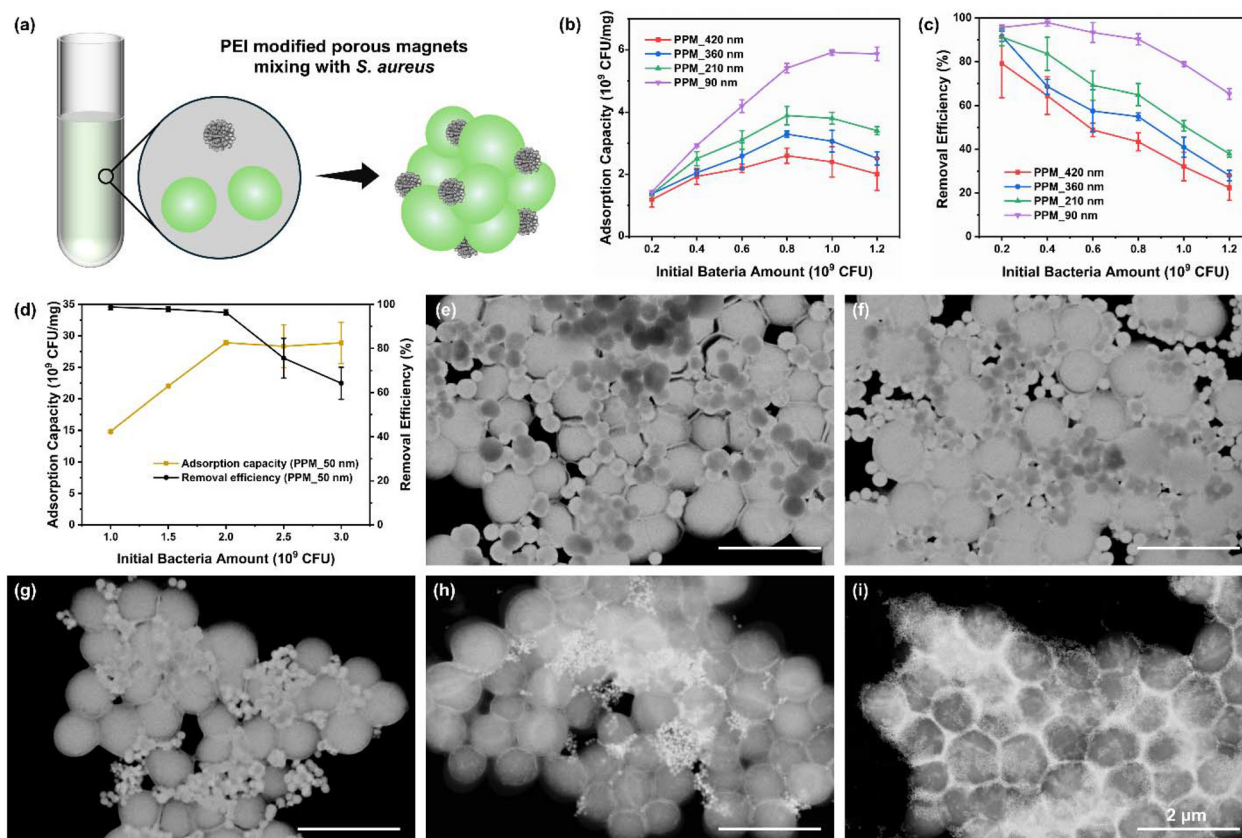 (a)
PEI modified porous magnets
mixing with S. aureus
(b)
Adsorption Capacity (10⁹ CFU/mg)
6
4
2
0
PPM_420 nm
PPM_360 nm
PPM_210 nm
PPM_90 nm
0.2 0.4 0.6 0.8 1.0 1.2
Initial Bateria Amount (10⁹ CFU)
(c)
Removal Efficiency (%)
100
80
60
40
20
0
PPM_420 nm
PPM_360 nm
PPM_210 nm
PPM_90 nm
0.2 0.4 0.6 0.8 1.0 1.2
Initial Bacteria Amount (10⁹ CFU)
(d)
Adsorption Capacity (10⁹ CFU/mg)
35
30
25
20
15
10
5
0
Adsorption capacity (PPM_50 nm)
Removal efficiency (PPM_50 nm)
100
80
60
40
20
0
Removal Efficiency (%)
1.0 1.5 2.0 2.5 3.0
Initial Bacteria Amount (10⁹ CFU)
(e)
(f)
(g)
(h)
(i)
2 μm